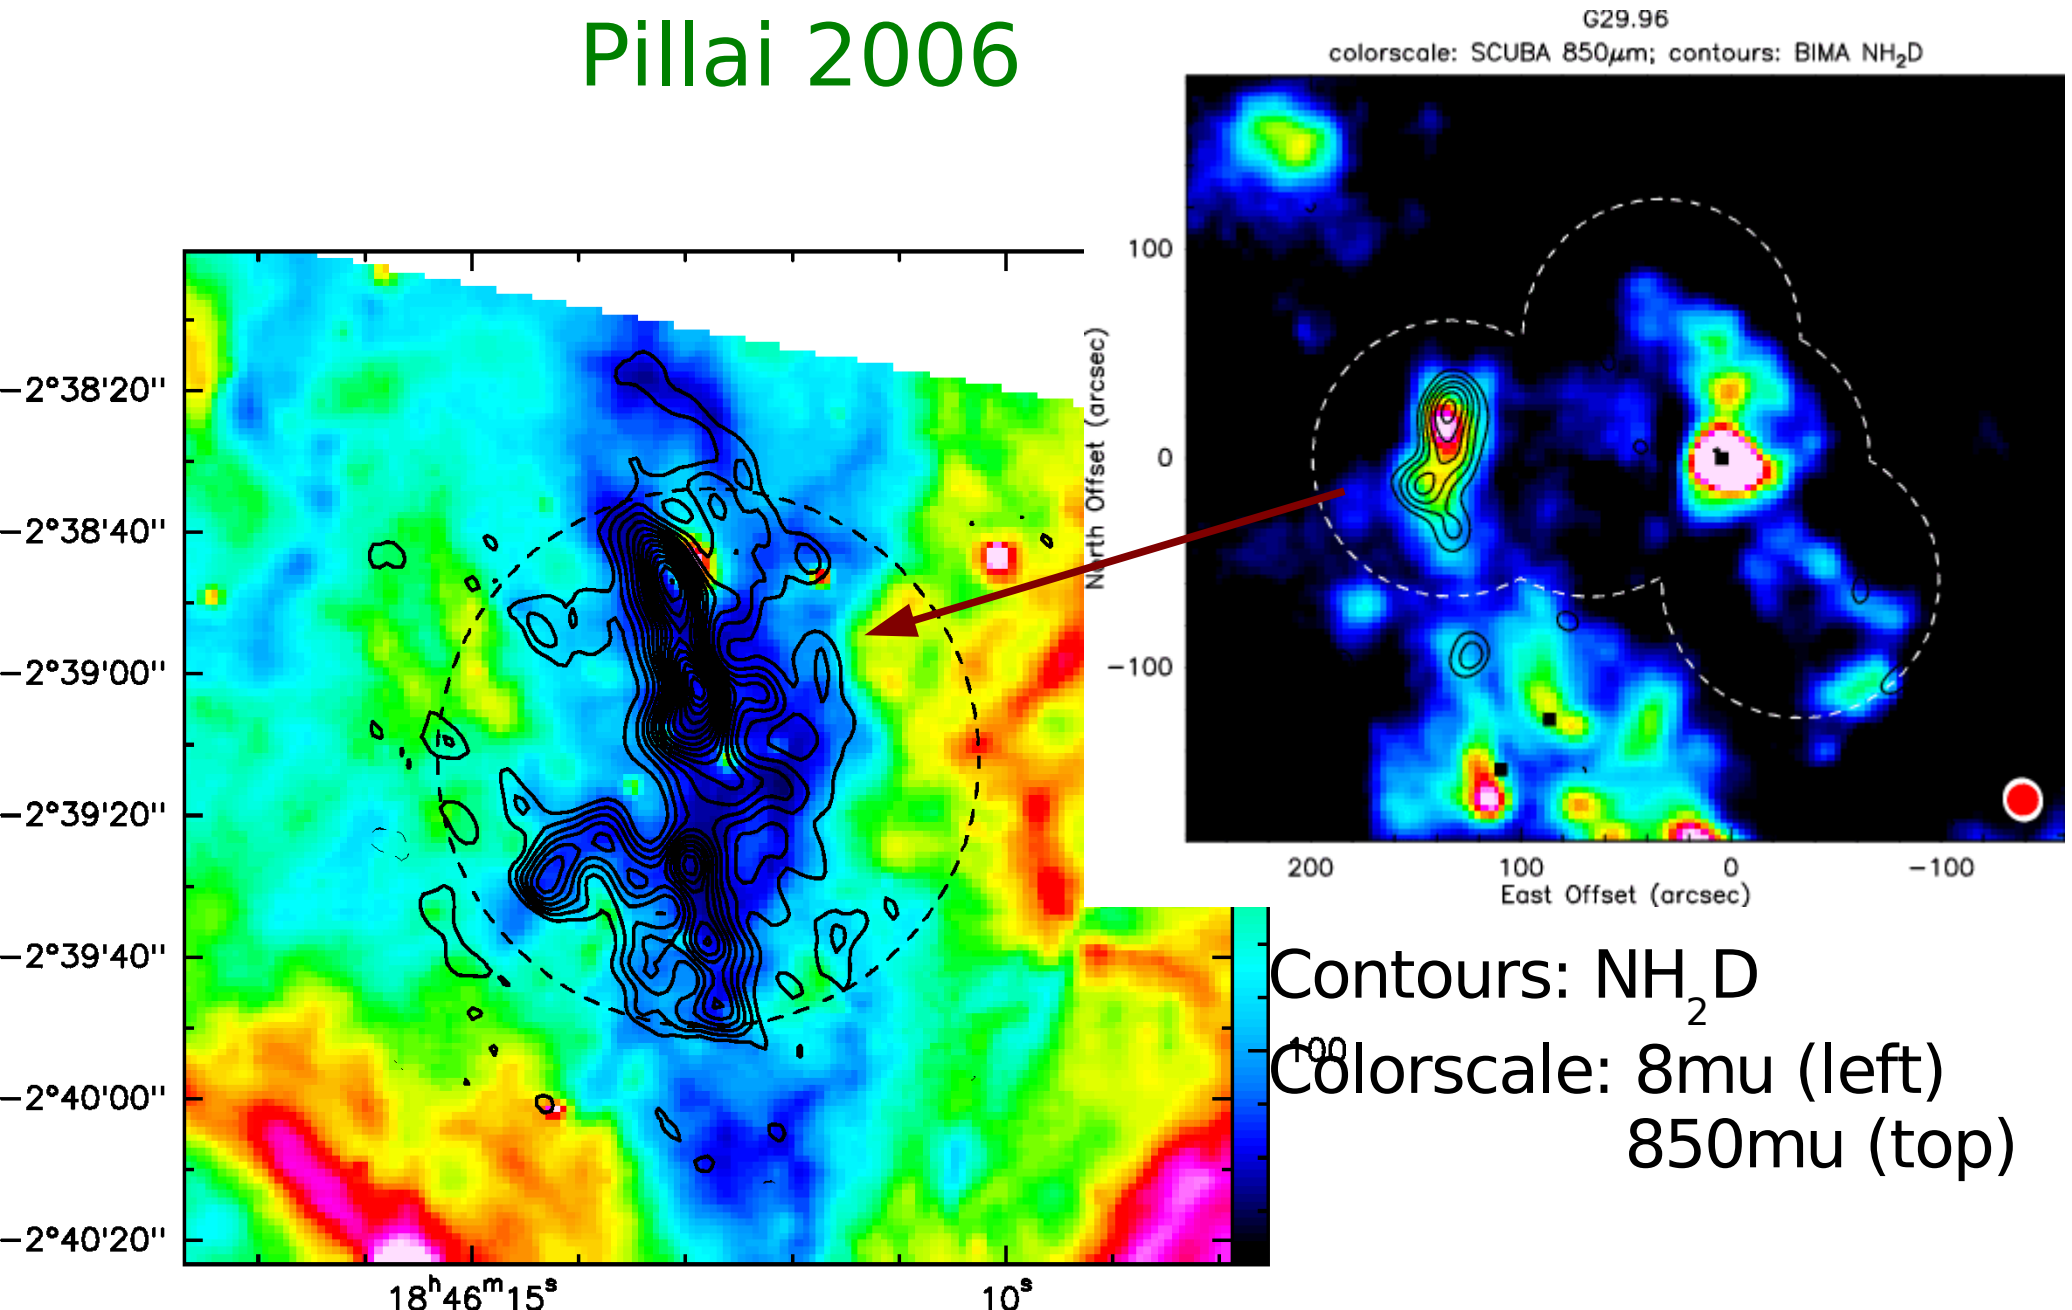 Pillai 2006
G29.96
colorscale: SCUBA 850μm; contours: BIMA NH₂D
100
0
−100
North Offset (arcsec)
200 100 0 −100
East Offset (arcsec)
−2°38'20''
−2°38'40''
−2°39'00''
−2°39'20''
−2°39'40''
−2°40'00''
−2°40'20''
18ʰ46ᵐ15ˢ 10ˢ
100
Contours: NH₂D
Colorscale: 8mu (left)
850mu (top)